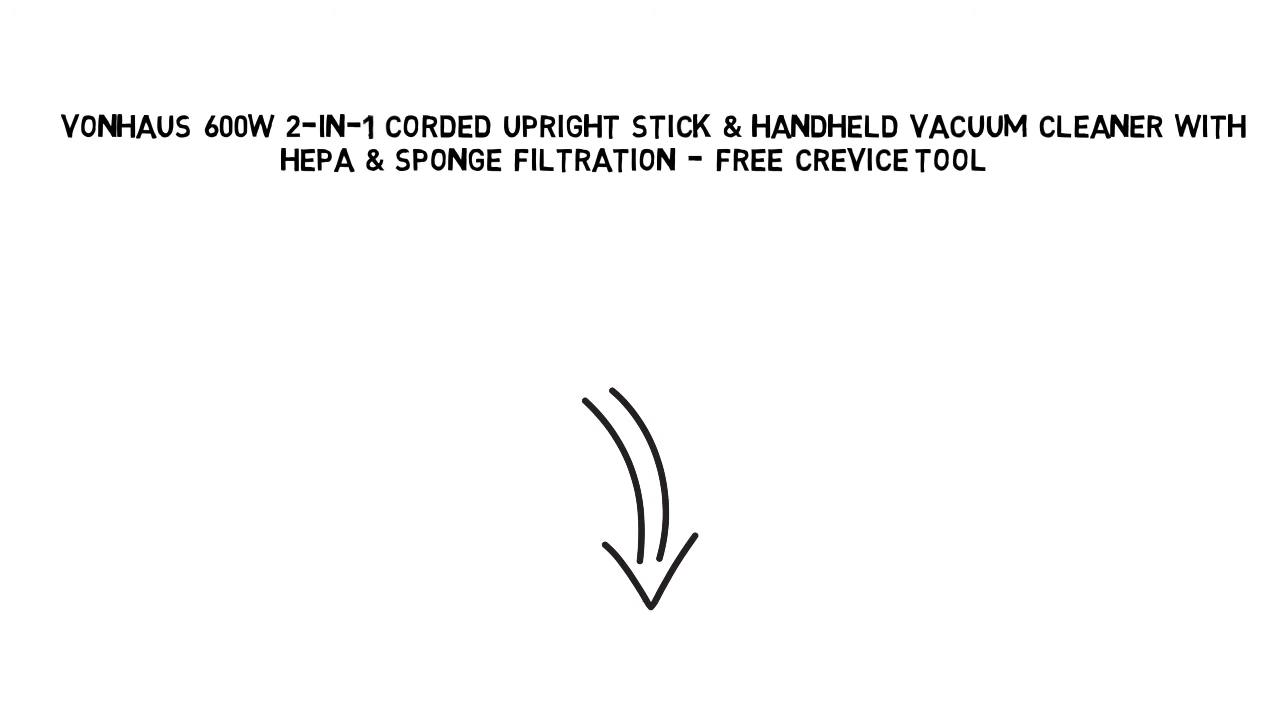 VONHAUS 600W 2-IN-1 CORDED UPRIGHT STICK & HANDHELD VACUUM CLEANER WITH
HEPA & SPONGE FILTRATION - FREE CREVICE TOOL